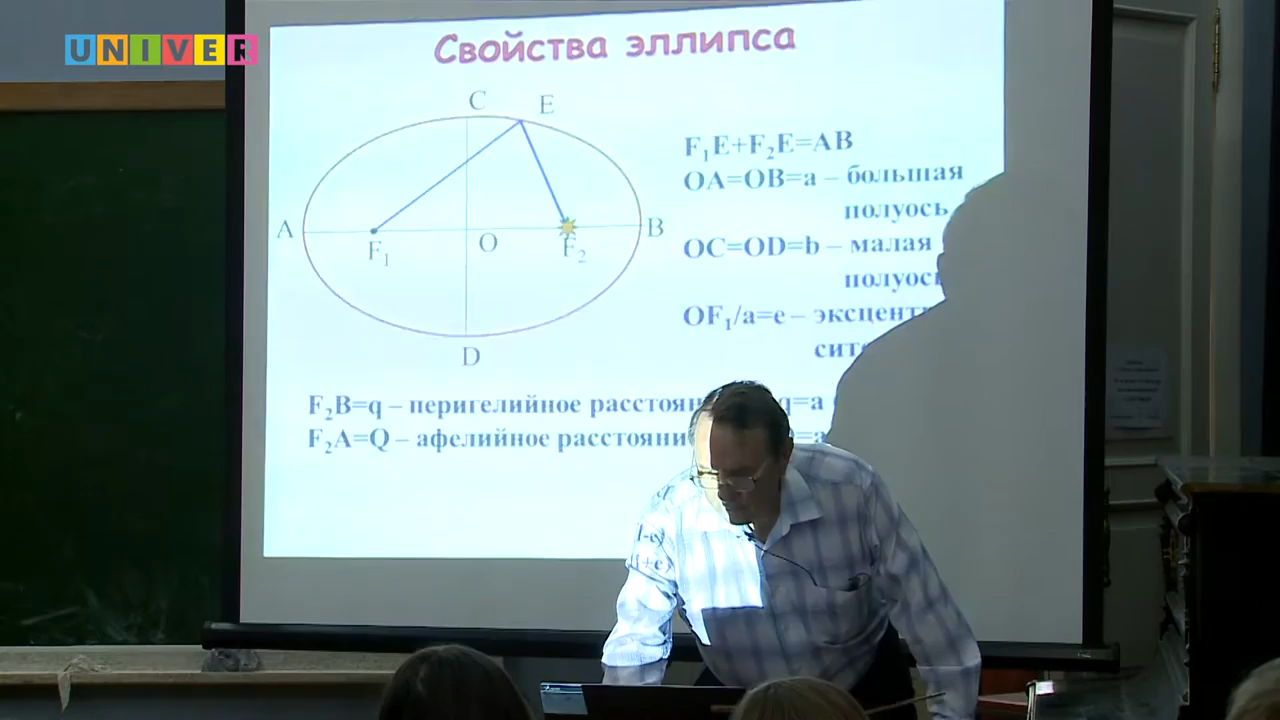 UNIVER
Свойства эллипса
C E
F₁E+F₂E=AB
OA=OB=a – большая
полуось
A F₁ O F₂ B
OC=OD=b – малая
OF₁/a=e –
D
F₂B=q – перигелийное q=a
F₂A=Q – афелийное